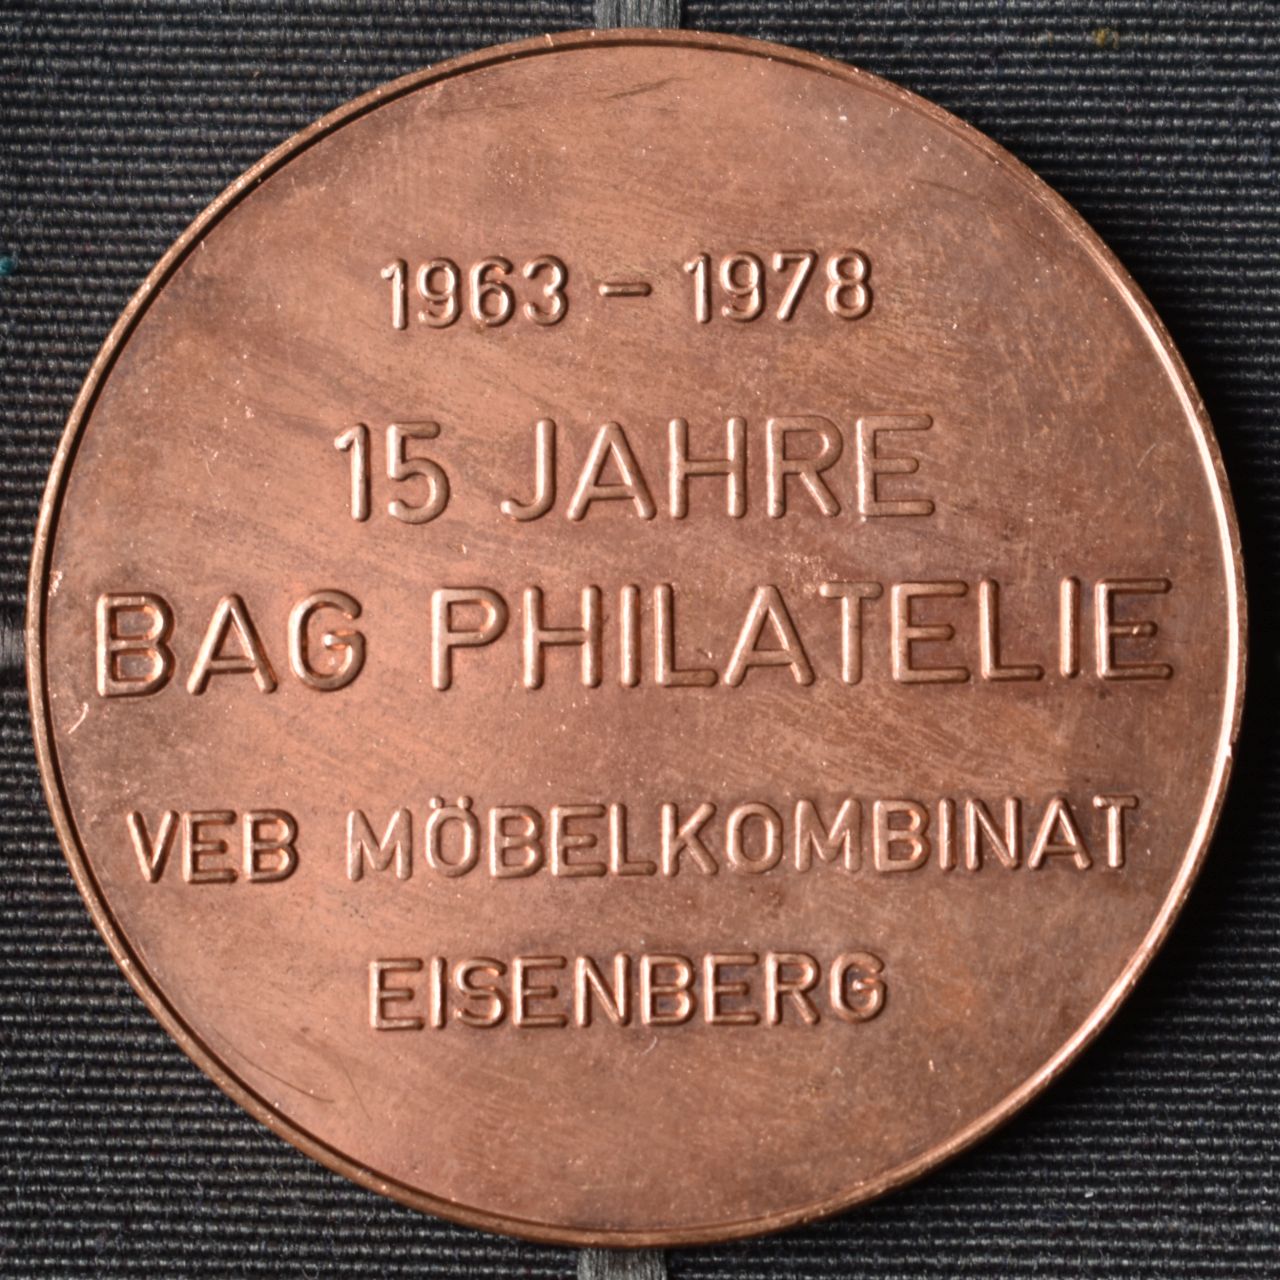 1963 - 1978
15 JAHRE
BAG PHILATELIE
VEB MÖBELKOMBINAT
EISENBERG